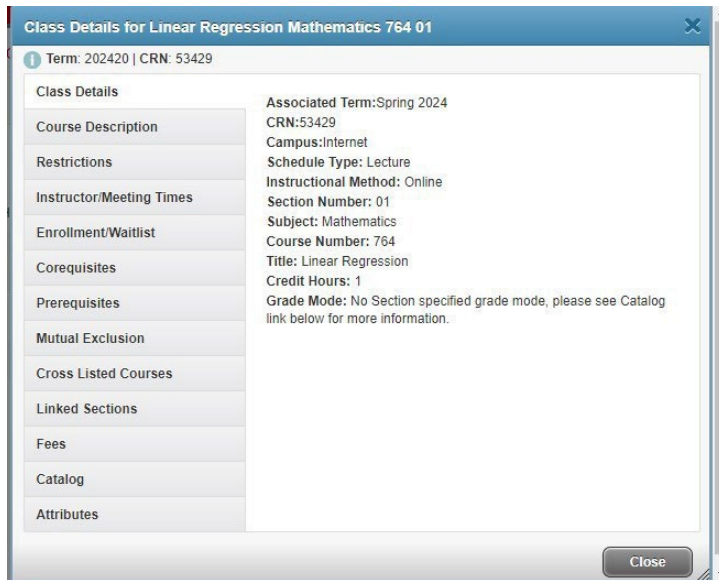 Class Details for Linear Regression Mathematics 764 01
Term: 202420 | CRN: 53429
Class Details
Course Description
Restrictions
Instructor/Meeting Times
Enrollment/Waitlist
Corequisites
Prerequisites
Mutual Exclusion
Cross Listed Courses
Linked Sections
Fees
Catalog
Attributes
Associated Term:Spring 2024
CRN:53429
Campus:Internet
Schedule Type: Lecture
Instructional Method: Online
Section Number: 01
Subject: Mathematics
Course Number: 764
Title: Linear Regression
Credit Hours: 1
Grade Mode: No Section specified grade mode, please see Catalog
link below for more information.
Close